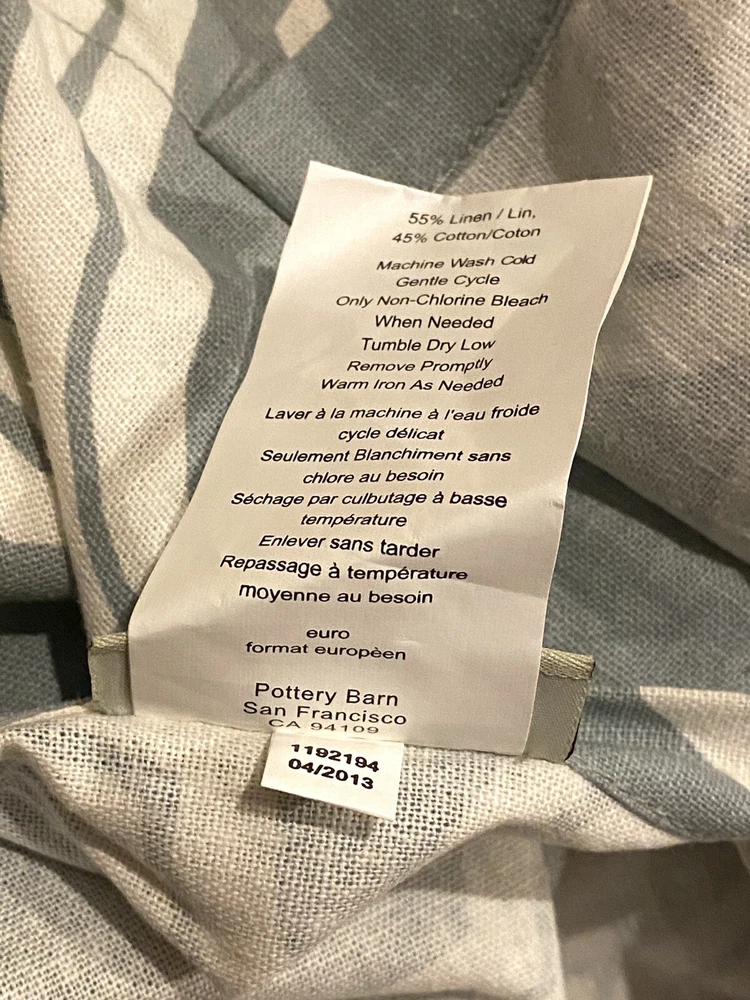 55% Linen / Lin,
45% Cotton/Coton
Machine Wash Cold
Gentle Cycle
Only Non-Chlorine Bleach
When Needed
Tumble Dry Low
Remove Promptly
Warm Iron As Needed
Laver à la machine à l'eau froide
cycle délicat
Seulement Blanchiment sans
chlore au besoin
Séchage par culbutage à basse
température
Enlever sans tarder
Repassage à température
moyenne au besoin
euro
format europèen
Pottery Barn
San Francisco
CA 94109
1192194
04/2013